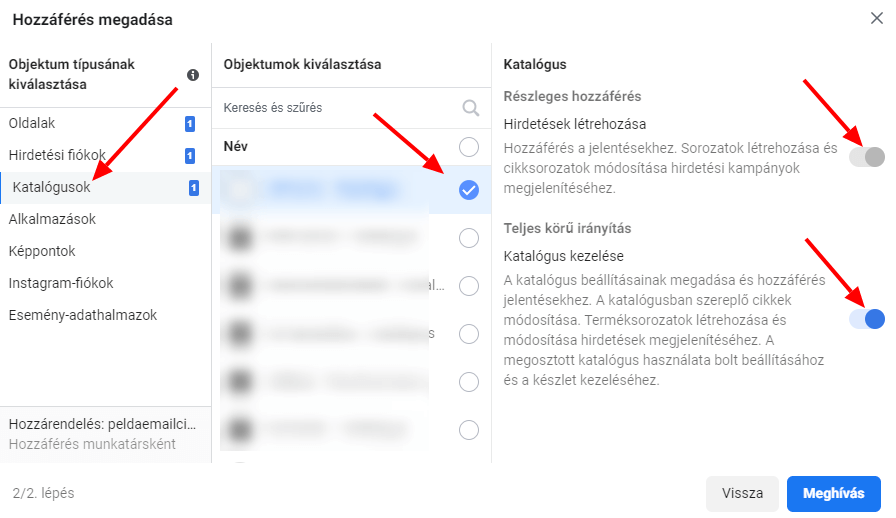 Hozzáférés megadása
Objektum típusának
kiválasztása
Oldalak 1
Hirdetési fiókok 1
Katalógusok 1
Alkalmazások
Képpontok
Instagram-fiókok
Esemény-adathalmazok
Hozzárendelés: peldaemailci...
Hozzáférés munkatársként
Objektumok kiválasztása
Keresés és szűrés
Név
Katalógus
Részleges hozzáférés
Hirdetések létrehozása
Hozzáférés a jelentésekhez. Sorozatok létrehozása és
cikksorozatok módosítása hirdetési kampányok
megjelenítéséhez.
Teljes körű irányítás
Katalógus kezelése
A katalógus beállításainak megadása és hozzáférés
jelentésekhez. A katalógusban szereplő cikkek
módosítása. Terméksorozatok létrehozása és
módosítása hirdetések megjelenítéséhez. A
megosztott katalógus használata bolt beállításához
és a készlet kezeléséhez.
2/2. lépés
Vissza
Meghívás